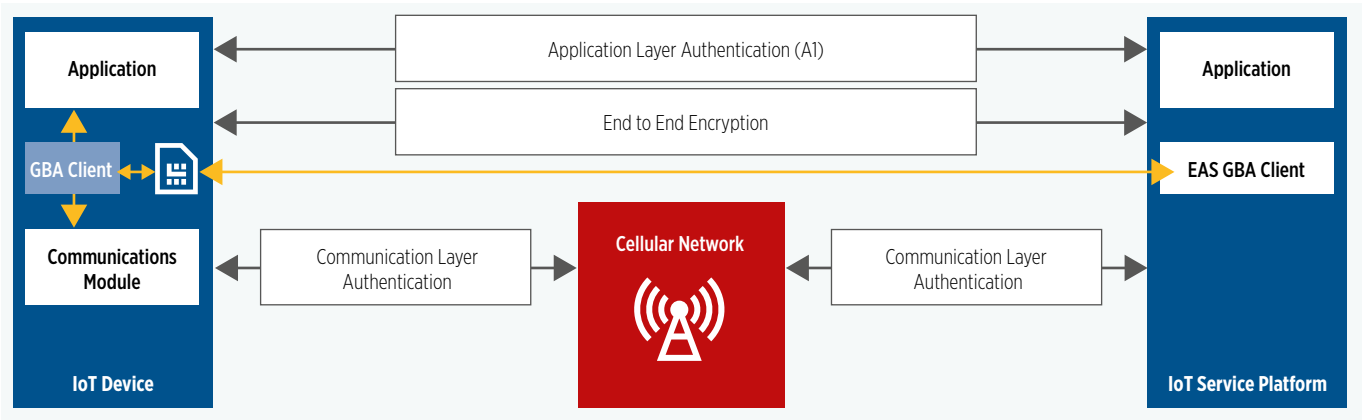 Application
Application Layer Authentication (A1)
Application
End to End Encryption
GBA Client
EAS GBA Client
Communications
Module
Communication Layer
Authentication
Cellular Network
Communication Layer
Authentication
IoT Device
IoT Service Platform